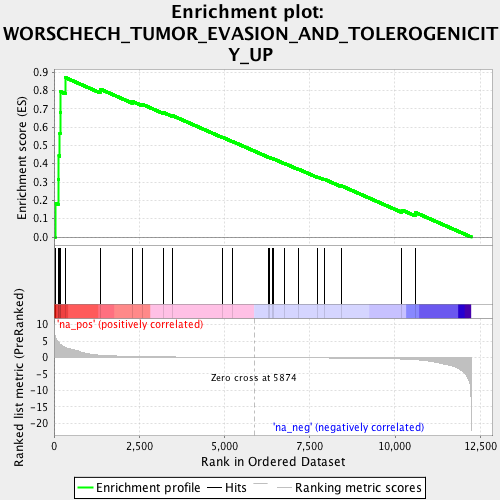 Enrichment plot:
WORSCHECH_TUMOR_EVASION_AND_TOLEROGENICIT
Y_UP
Enrichment score (ES)
0.9
0.8
0.7
0.6
0.5
0.4
0.3
0.2
0.1
0.0
Ranked list metric (PreRanked)
10
5
0
-5
-10
-15
-20
'na_pos' (positively correlated)
Zero cross at 5874
'na_neg' (negatively correlated)
0
2,500
5,000
7,500
10,000
12,500
Rank in Ordered Dataset
Enrichment profile
Hits
Ranking metric scores